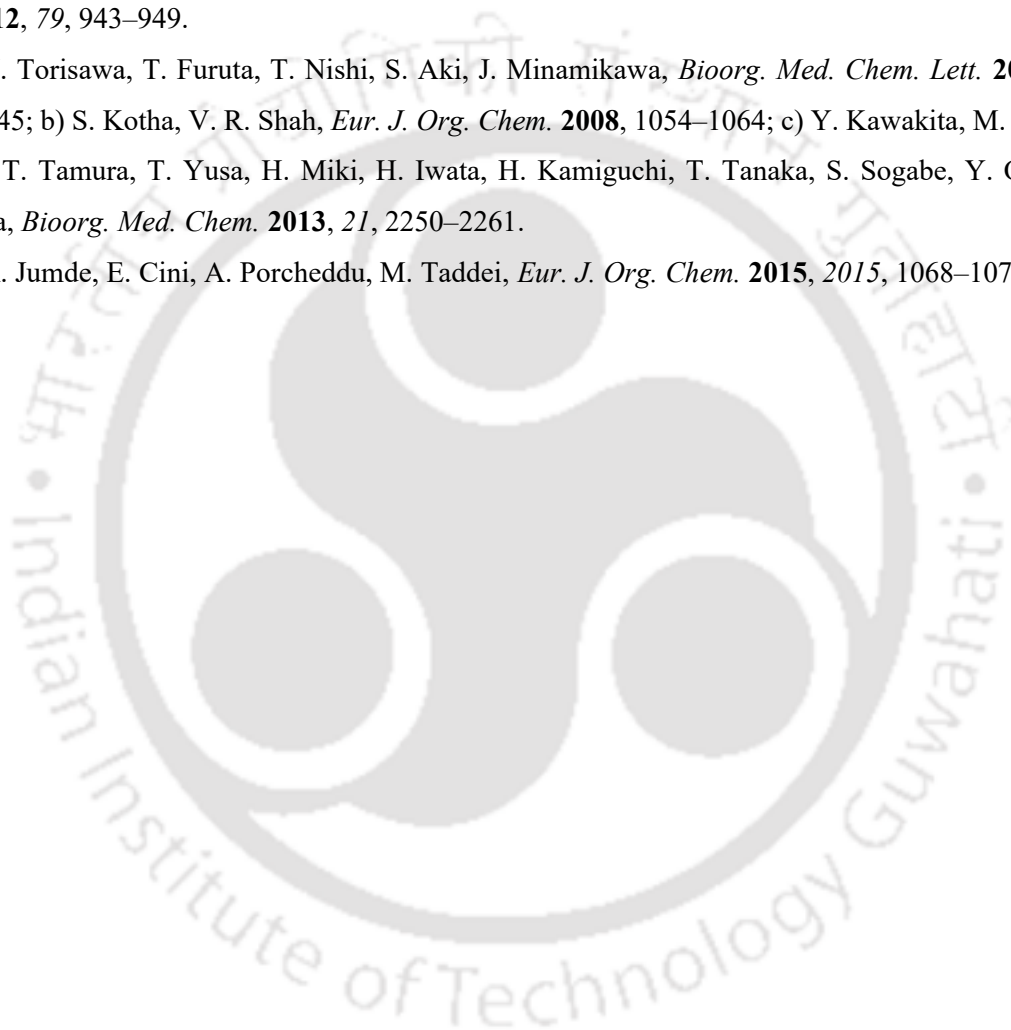 12, 79, 943–949.
. Torisawa, T. Furuta, T. Nishi, S. Aki, J. Minamikawa, Bioorg. Med. Chem. Lett. 20
45; b) S. Kotha, V. R. Shah, Eur. J. Org. Chem. 2008, 1054–1064; c) Y. Kawakita, M.
T. Tamura, T. Yusa, H. Miki, H. Iwata, H. Kamiguchi, T. Tanaka, S. Sogabe, Y.
a, Bioorg. Med. Chem. 2013, 21, 2250–2261.
. Jumde, E. Cini, A. Porcheddu, M. Taddei, Eur. J. Org. Chem. 2015, 2015, 1068–107
भारतीय प्रौद्योगिकी संस्थान गुवाहाटी
Indian Institute of Technology Guwahati